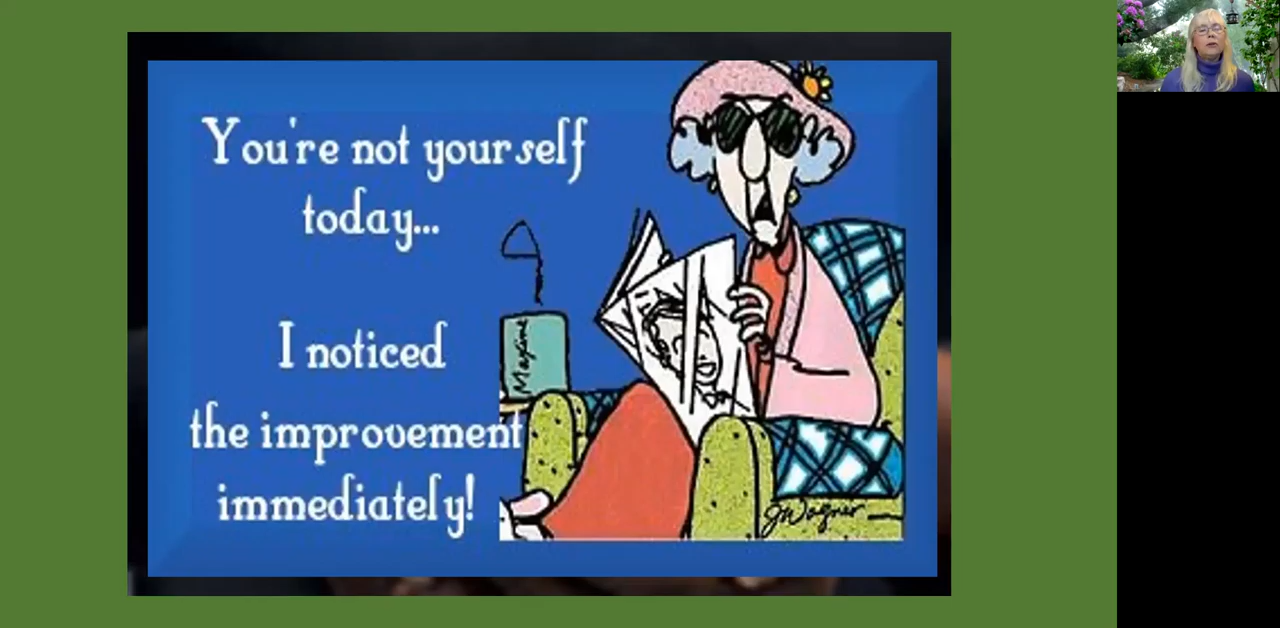 You're not yourself
today...
I noticed
the improvement
immediately!
Maxine
JWagner